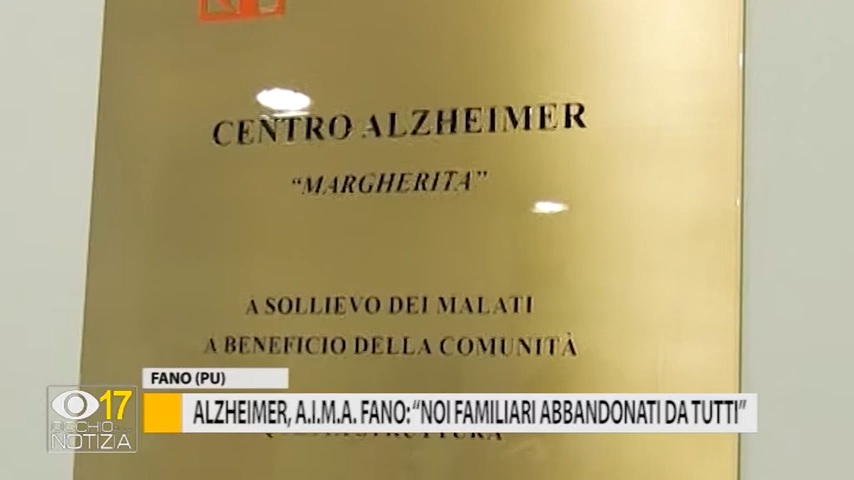 CENTRO ALZHEIMER
“MARGHERITA”
A SOLLIEVO DEI MALATI
A BENEFICIO DELLA COMUNITÀ
FANO (PU)
ALZHEIMER, A.I.M.A. FANO: “NOI FAMILIARI ABBANDONATI DA TUTTI”
17
OCCHIO
NOTIZIA